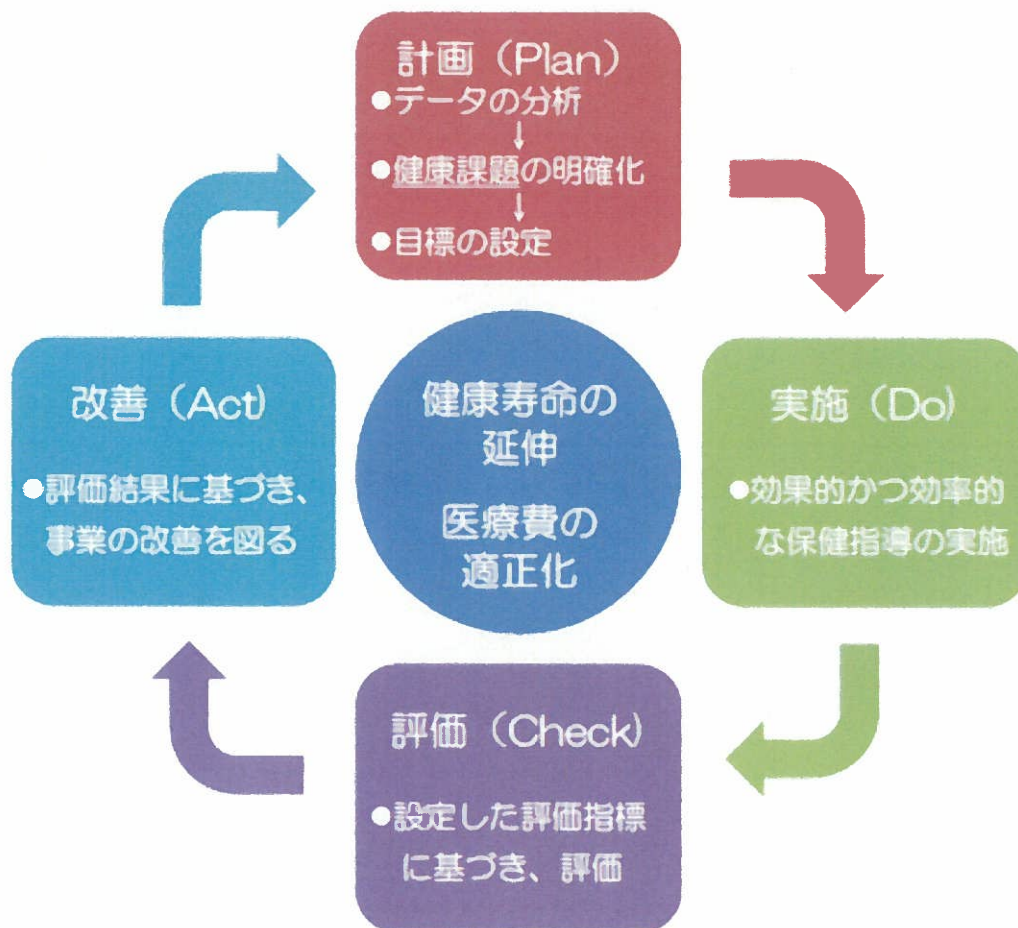 計画（Plan）
●データの分析
↓
●健康課題の明確化
↓
●目標の設定
改善（Act)
●評価結果に基づき、
事業の改善を図る
健康寿命の
延伸
医療費の
適正化
実施（Do)
●効果的かつ効率的
な保健指導の実施
評価（Check)
●設定した評価指標
に基づき、評価